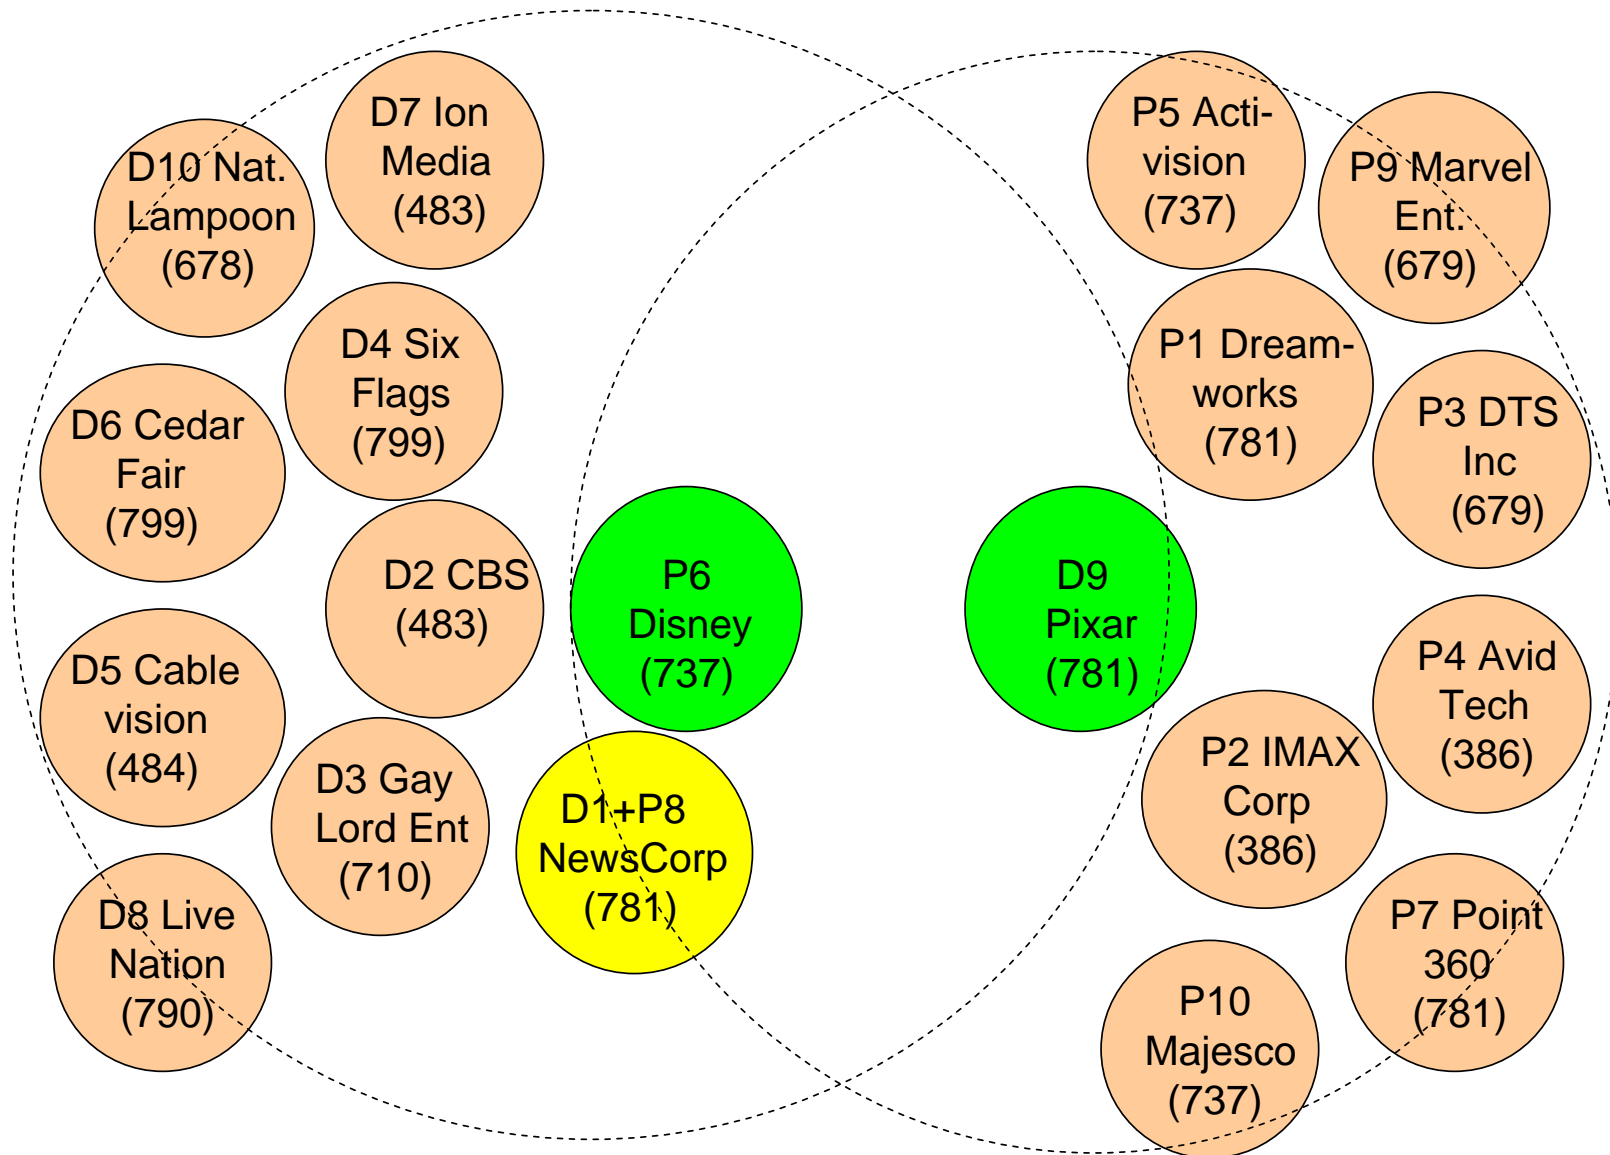 D7 Ion
Media
(483)
D10 Nat.
Lampoon
(678)
D4 Six
Flags
(799)
D6 Cedar
Fair
(799)
D2 CBS
(483)
D5 Cable
vision
(484)
D3 Gay
Lord Ent
(710)
D8 Live
Nation
(790)
P6
Disney
(737)
D1+P8
NewsCorp
(781)
D9
Pixar
(781)
P5 Acti-
vision
(737)
P9 Marvel
Ent.
(679)
P1 Dream-
works
(781)
P3 DTS
Inc
(679)
P4 Avid
Tech
(386)
P2 IMAX
Corp
(386)
P7 Point
360
(781)
P10
Majesco
(737)